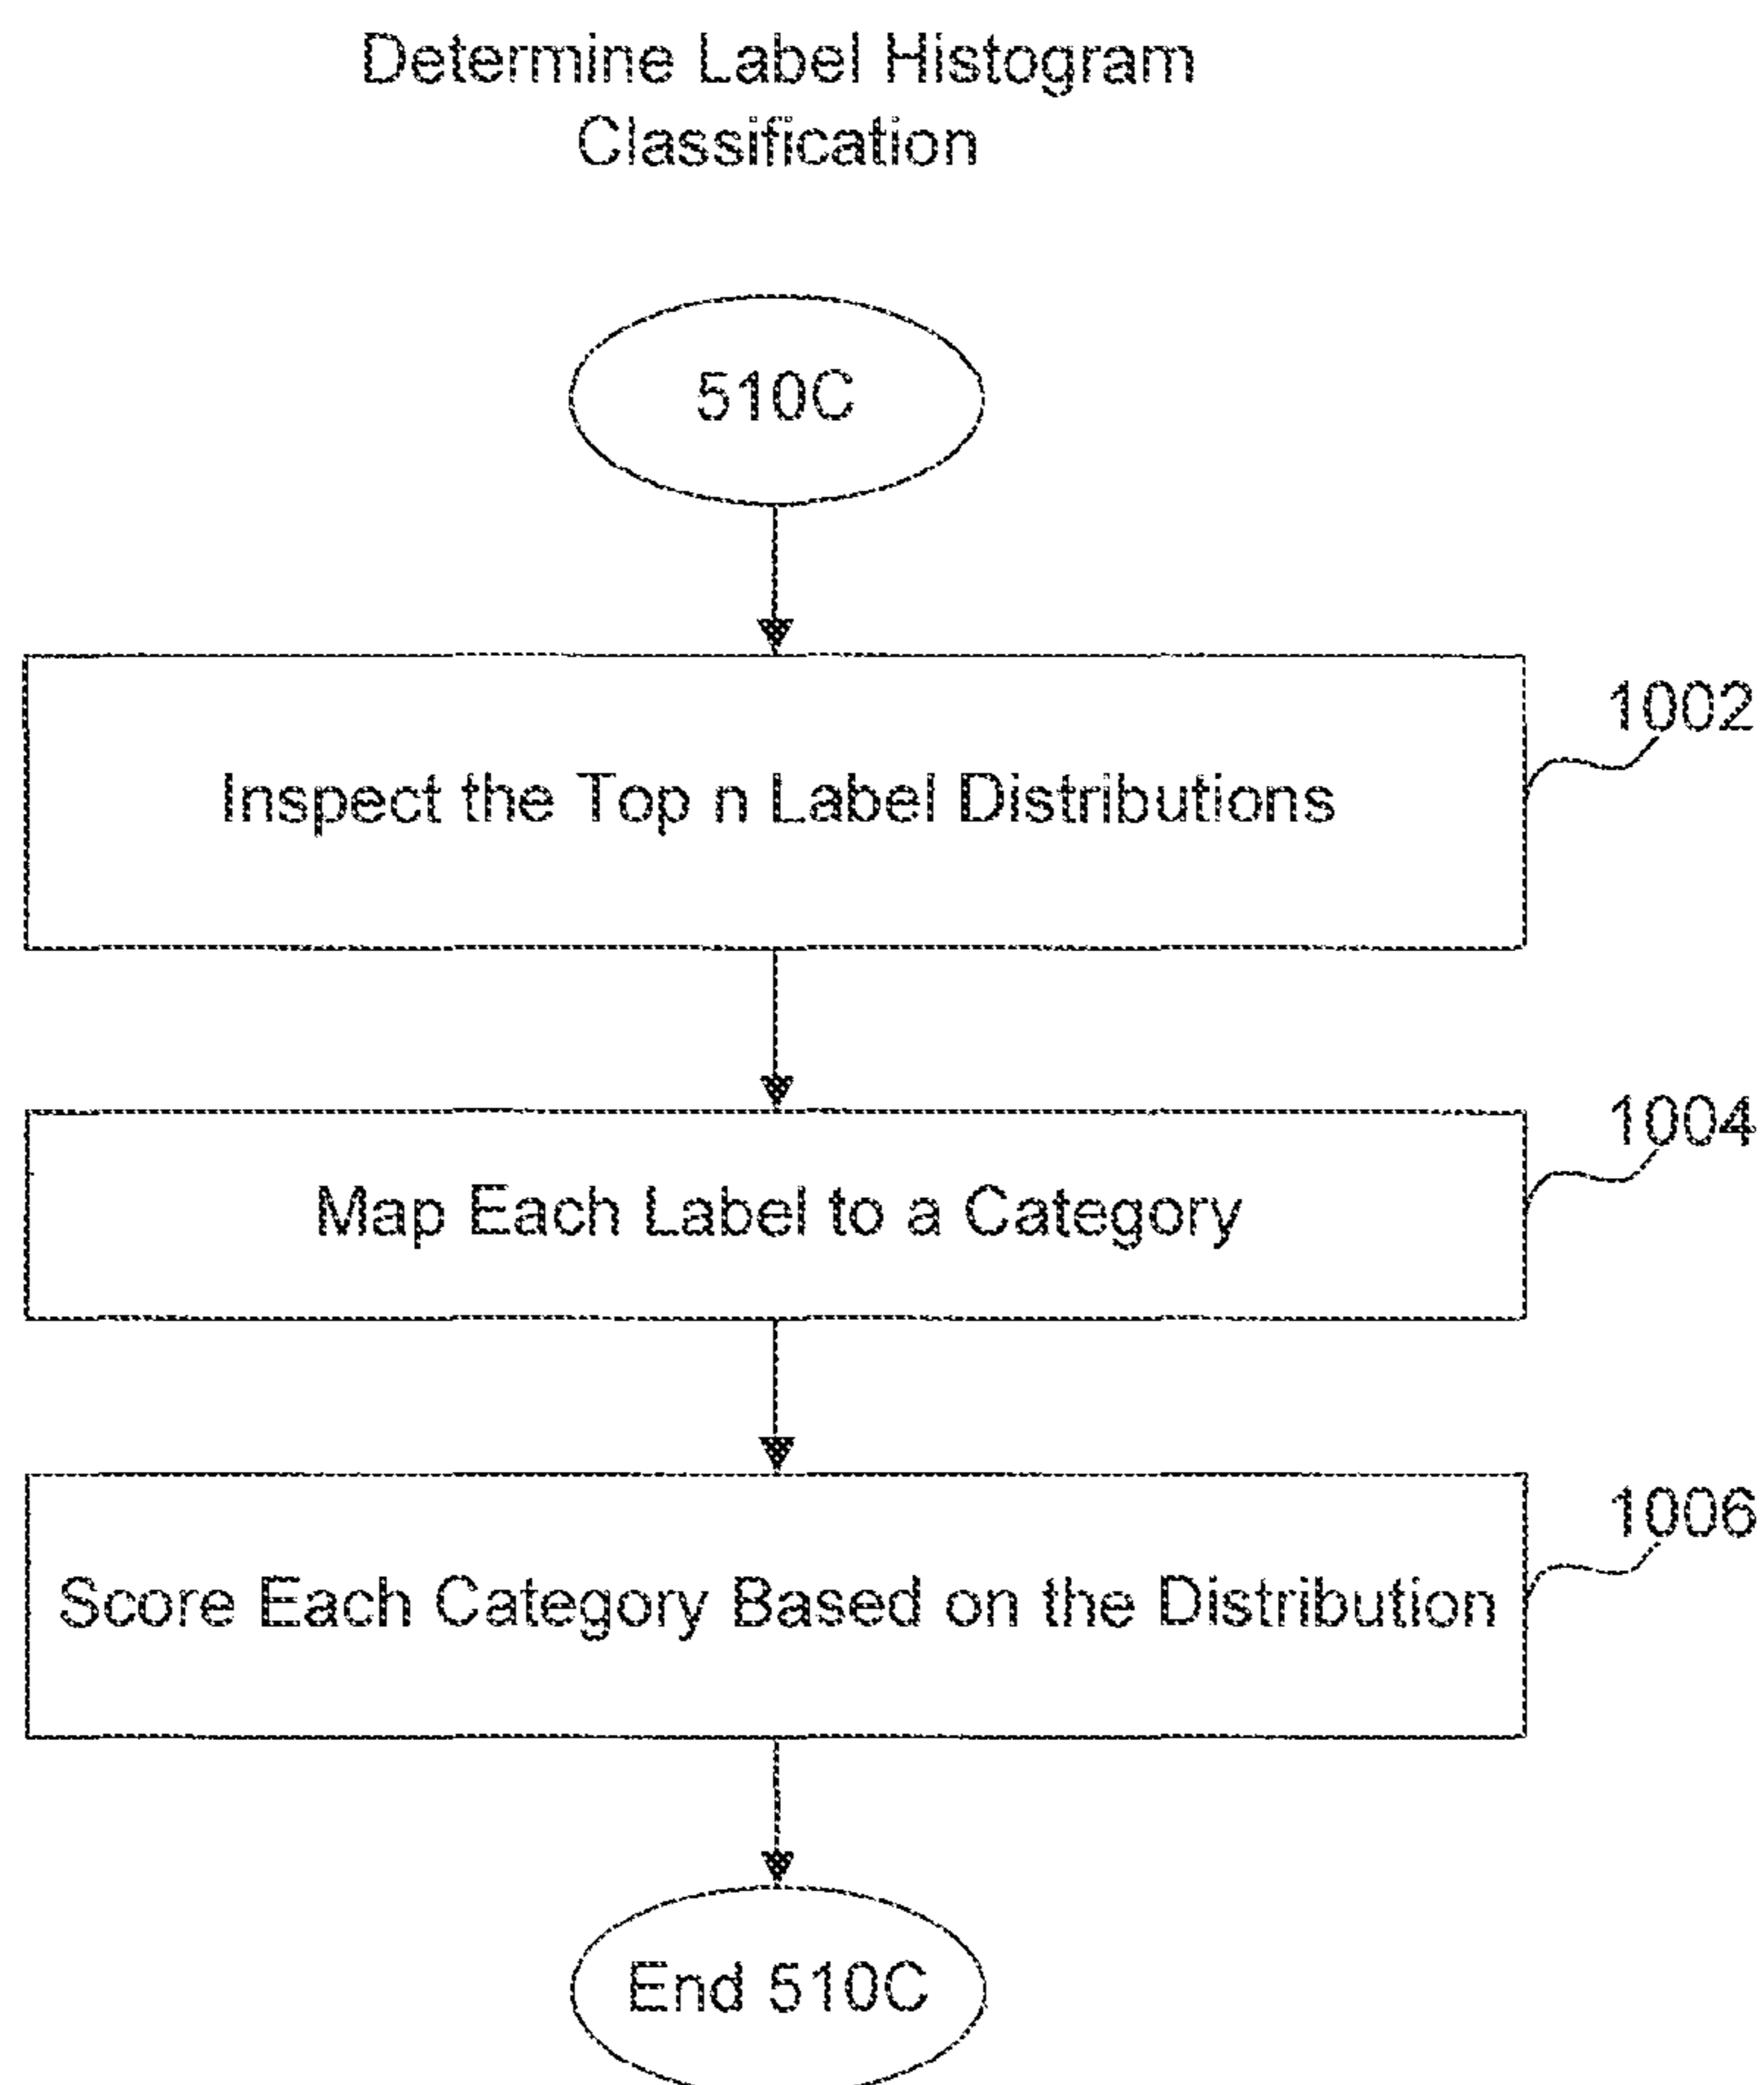 Determine Label Histogram
Classification
510C
1002
Inspect the Top n Label Distributions
1004
Map Each Label to a Category
1006
Score Each Category Based on the Distribution
End 510C